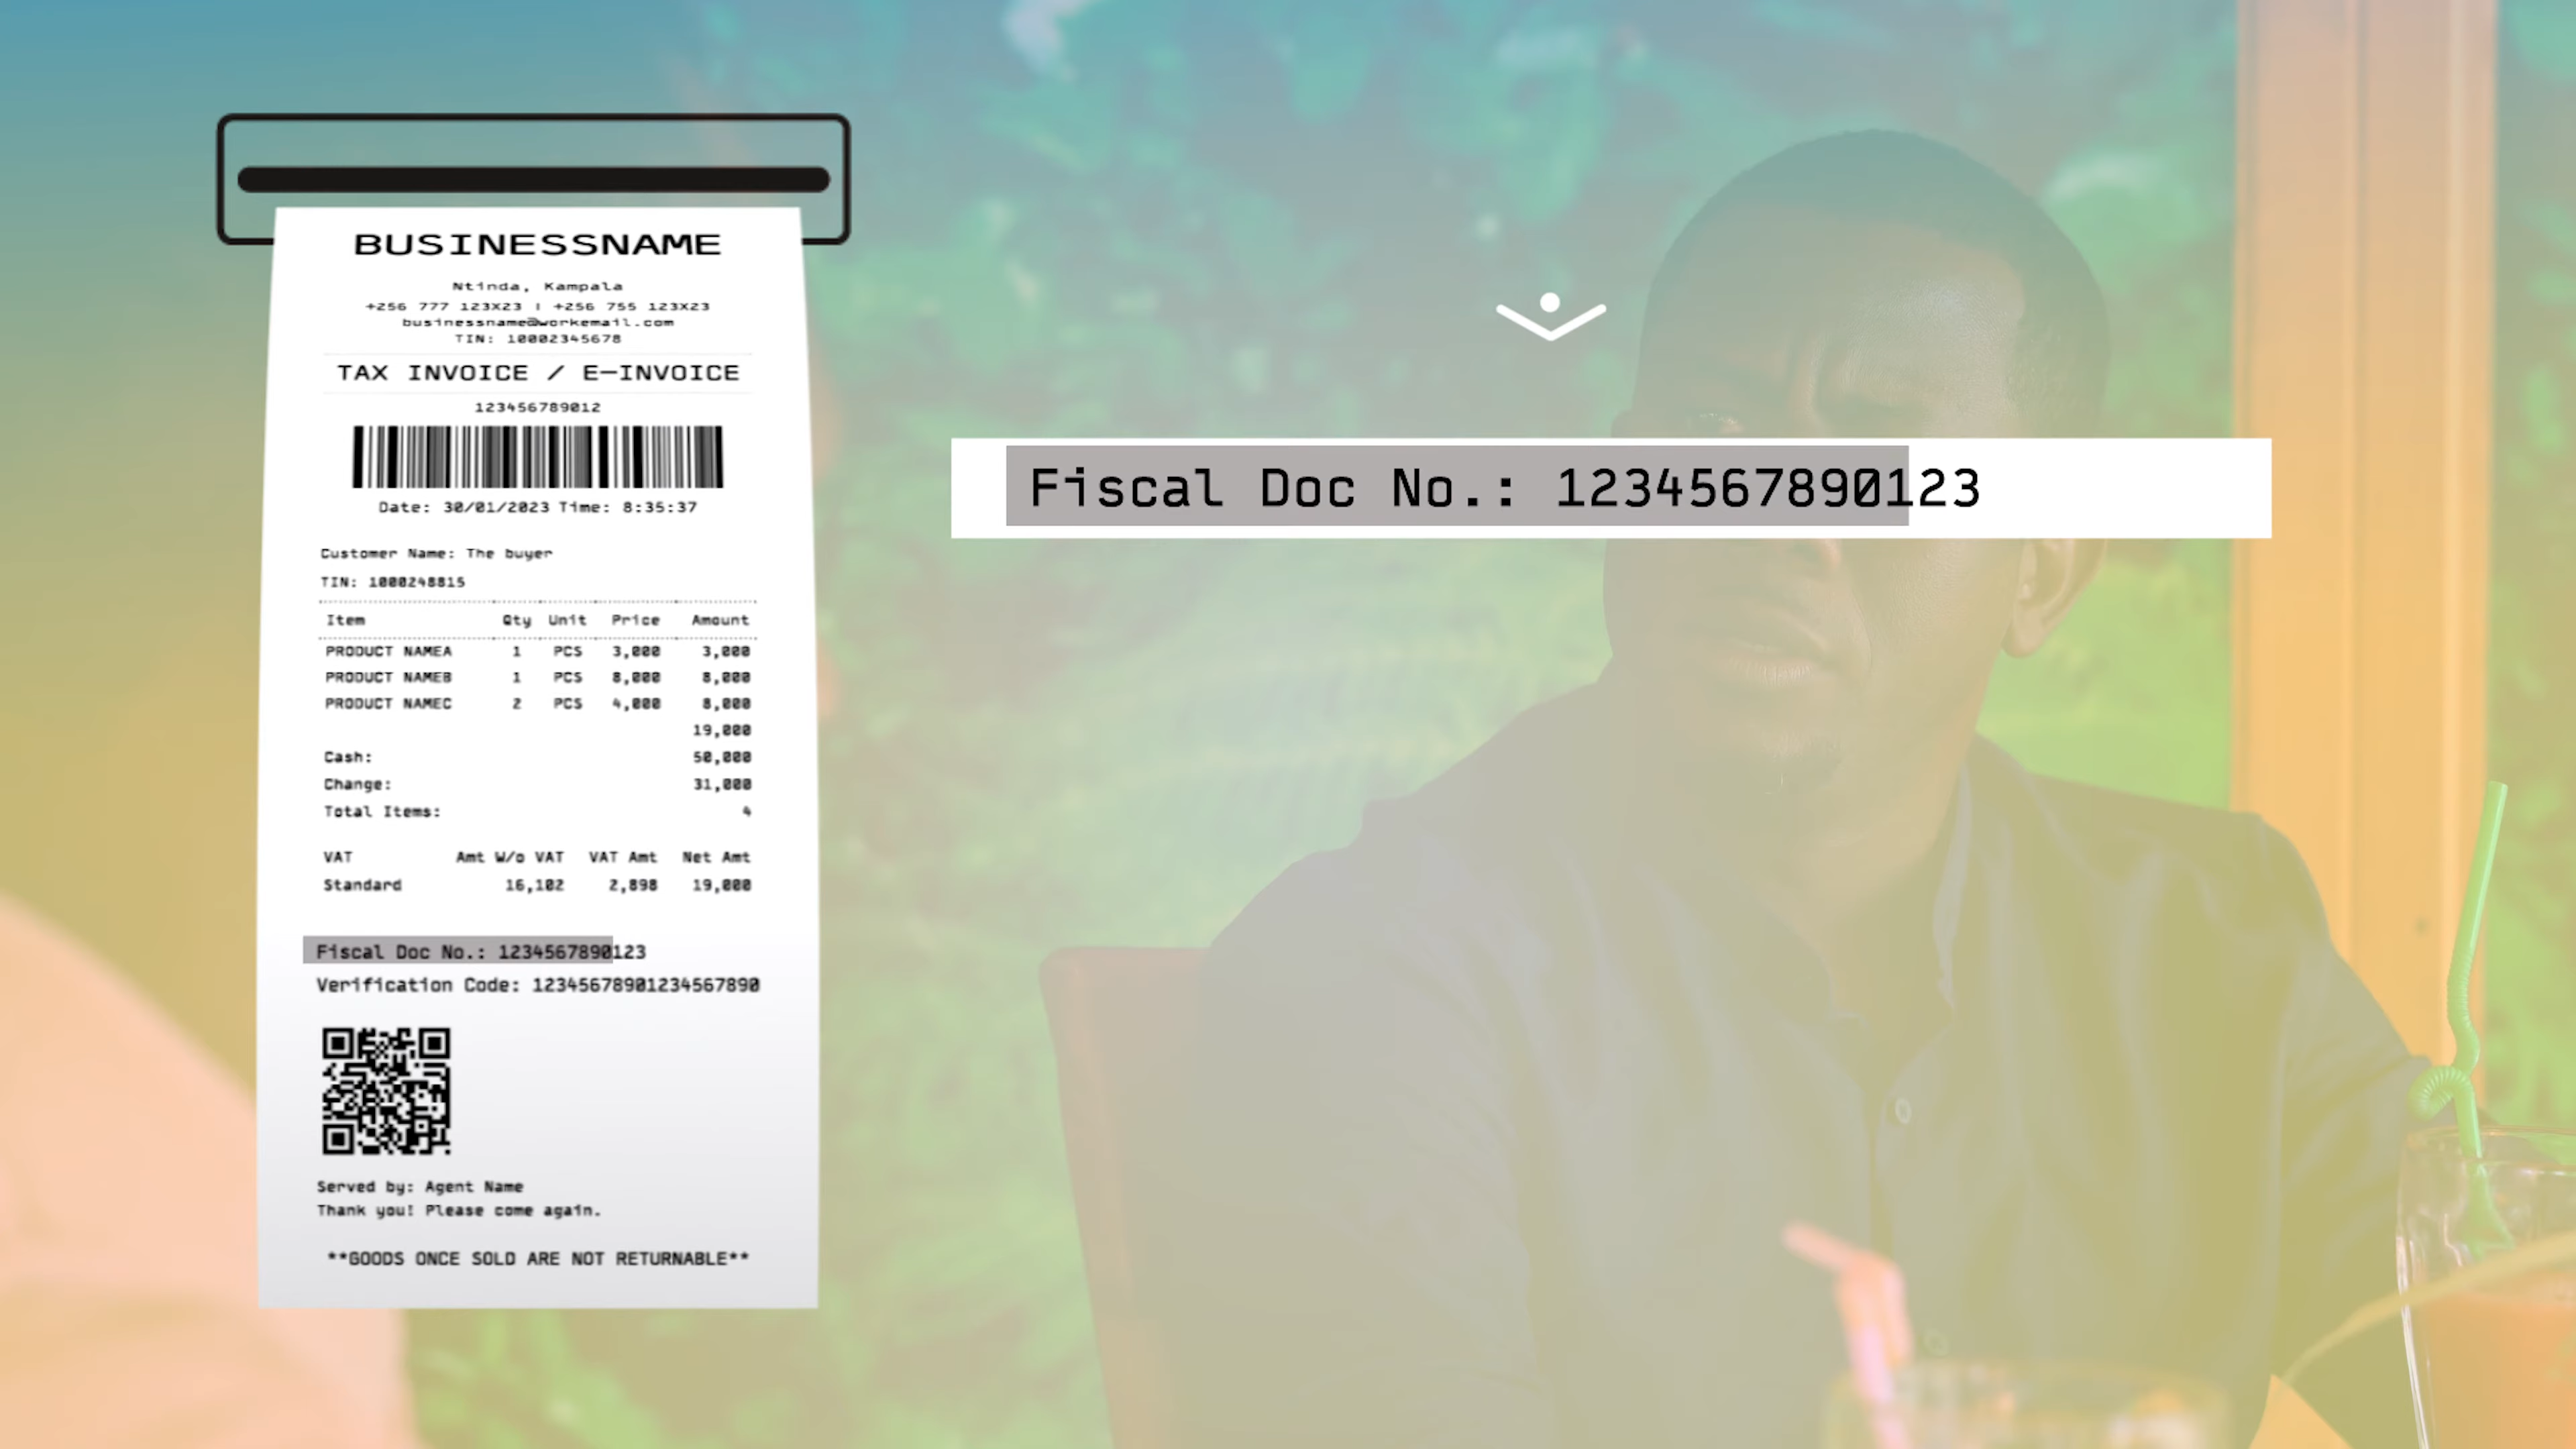 BUSINESSNAME
Ntinda, Kampala
+256 777 123X23 | +256 755 123X23
businessname@workemail.com
TIN: 10002345678
TAX INVOICE / E-INVOICE
123456789012
Date: 30/01/2023 Time: 8:35:37
Customer Name: The buyer
TIN: 1000248815
Item Qty Unit Price Amount
PRODUCT NAMEA 1 PCS 3,000 3,000
PRODUCT NAMEB 1 PCS 8,000 8,000
PRODUCT NAMEC 2 PCS 4,000 8,000
19,000
Cash: 50,000
Change: 31,000
Total Items: 4
VAT Amt W/o VAT VAT Amt Net Amt
Standard 16,102 2,898 19,000
Fiscal Doc No.: 1234567890123
Verification Code: 12345678901234567890
Served by: Agent Name
Thank you! Please come again.
**GOODS ONCE SOLD ARE NOT RETURNABLE**
Fiscal Doc No.: 1234567890123